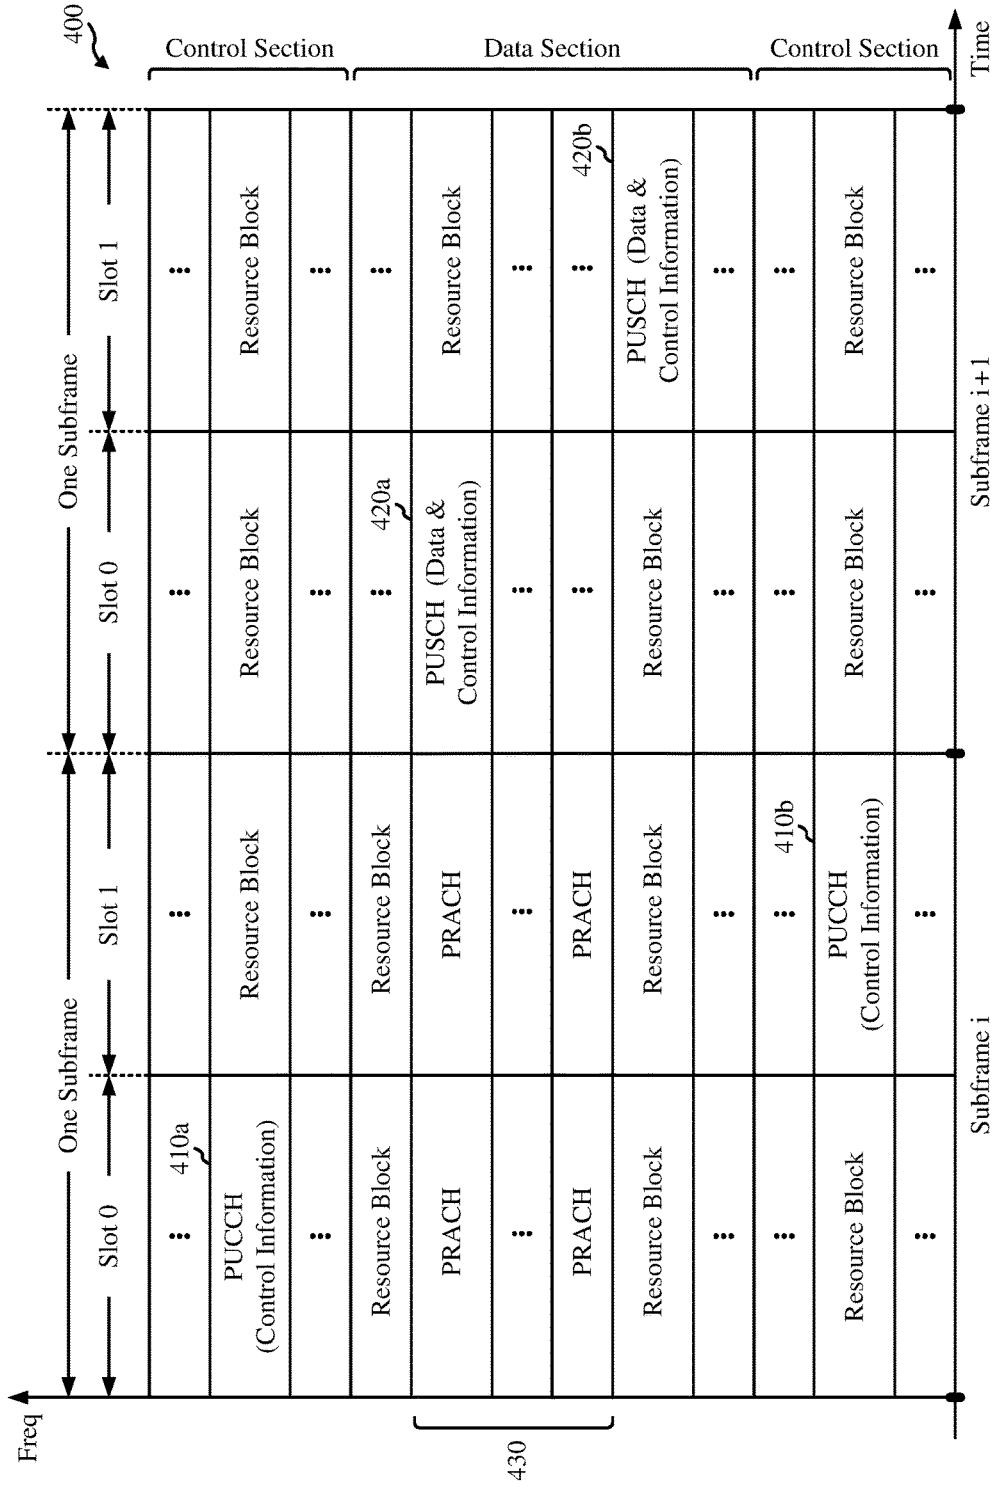 400
Freq
One Subframe One Subframe
Slot 0 Slot 1 Slot 0 Slot 1
Control Section
••• 410a ••• ••• •••
PUCCH
(Control Information) Resource Block Resource Block Resource Block
••• ••• ••• •••
Data Section
Resource Block Resource Block ••• 420a •••
PRACH PRACH PUSCH (Data &
Control Information) Resource Block
430
••• ••• ••• •••
PRACH PRACH ••• ••• 420b
Resource Block Resource Block Resource Block PUSCH (Data &
Control Information)
••• ••• ••• •••
Control Section
••• ••• 410b ••• •••
Resource Block PUCCH
(Control Information) Resource Block Resource Block
••• ••• ••• •••
Subframe i Subframe i+1 Time